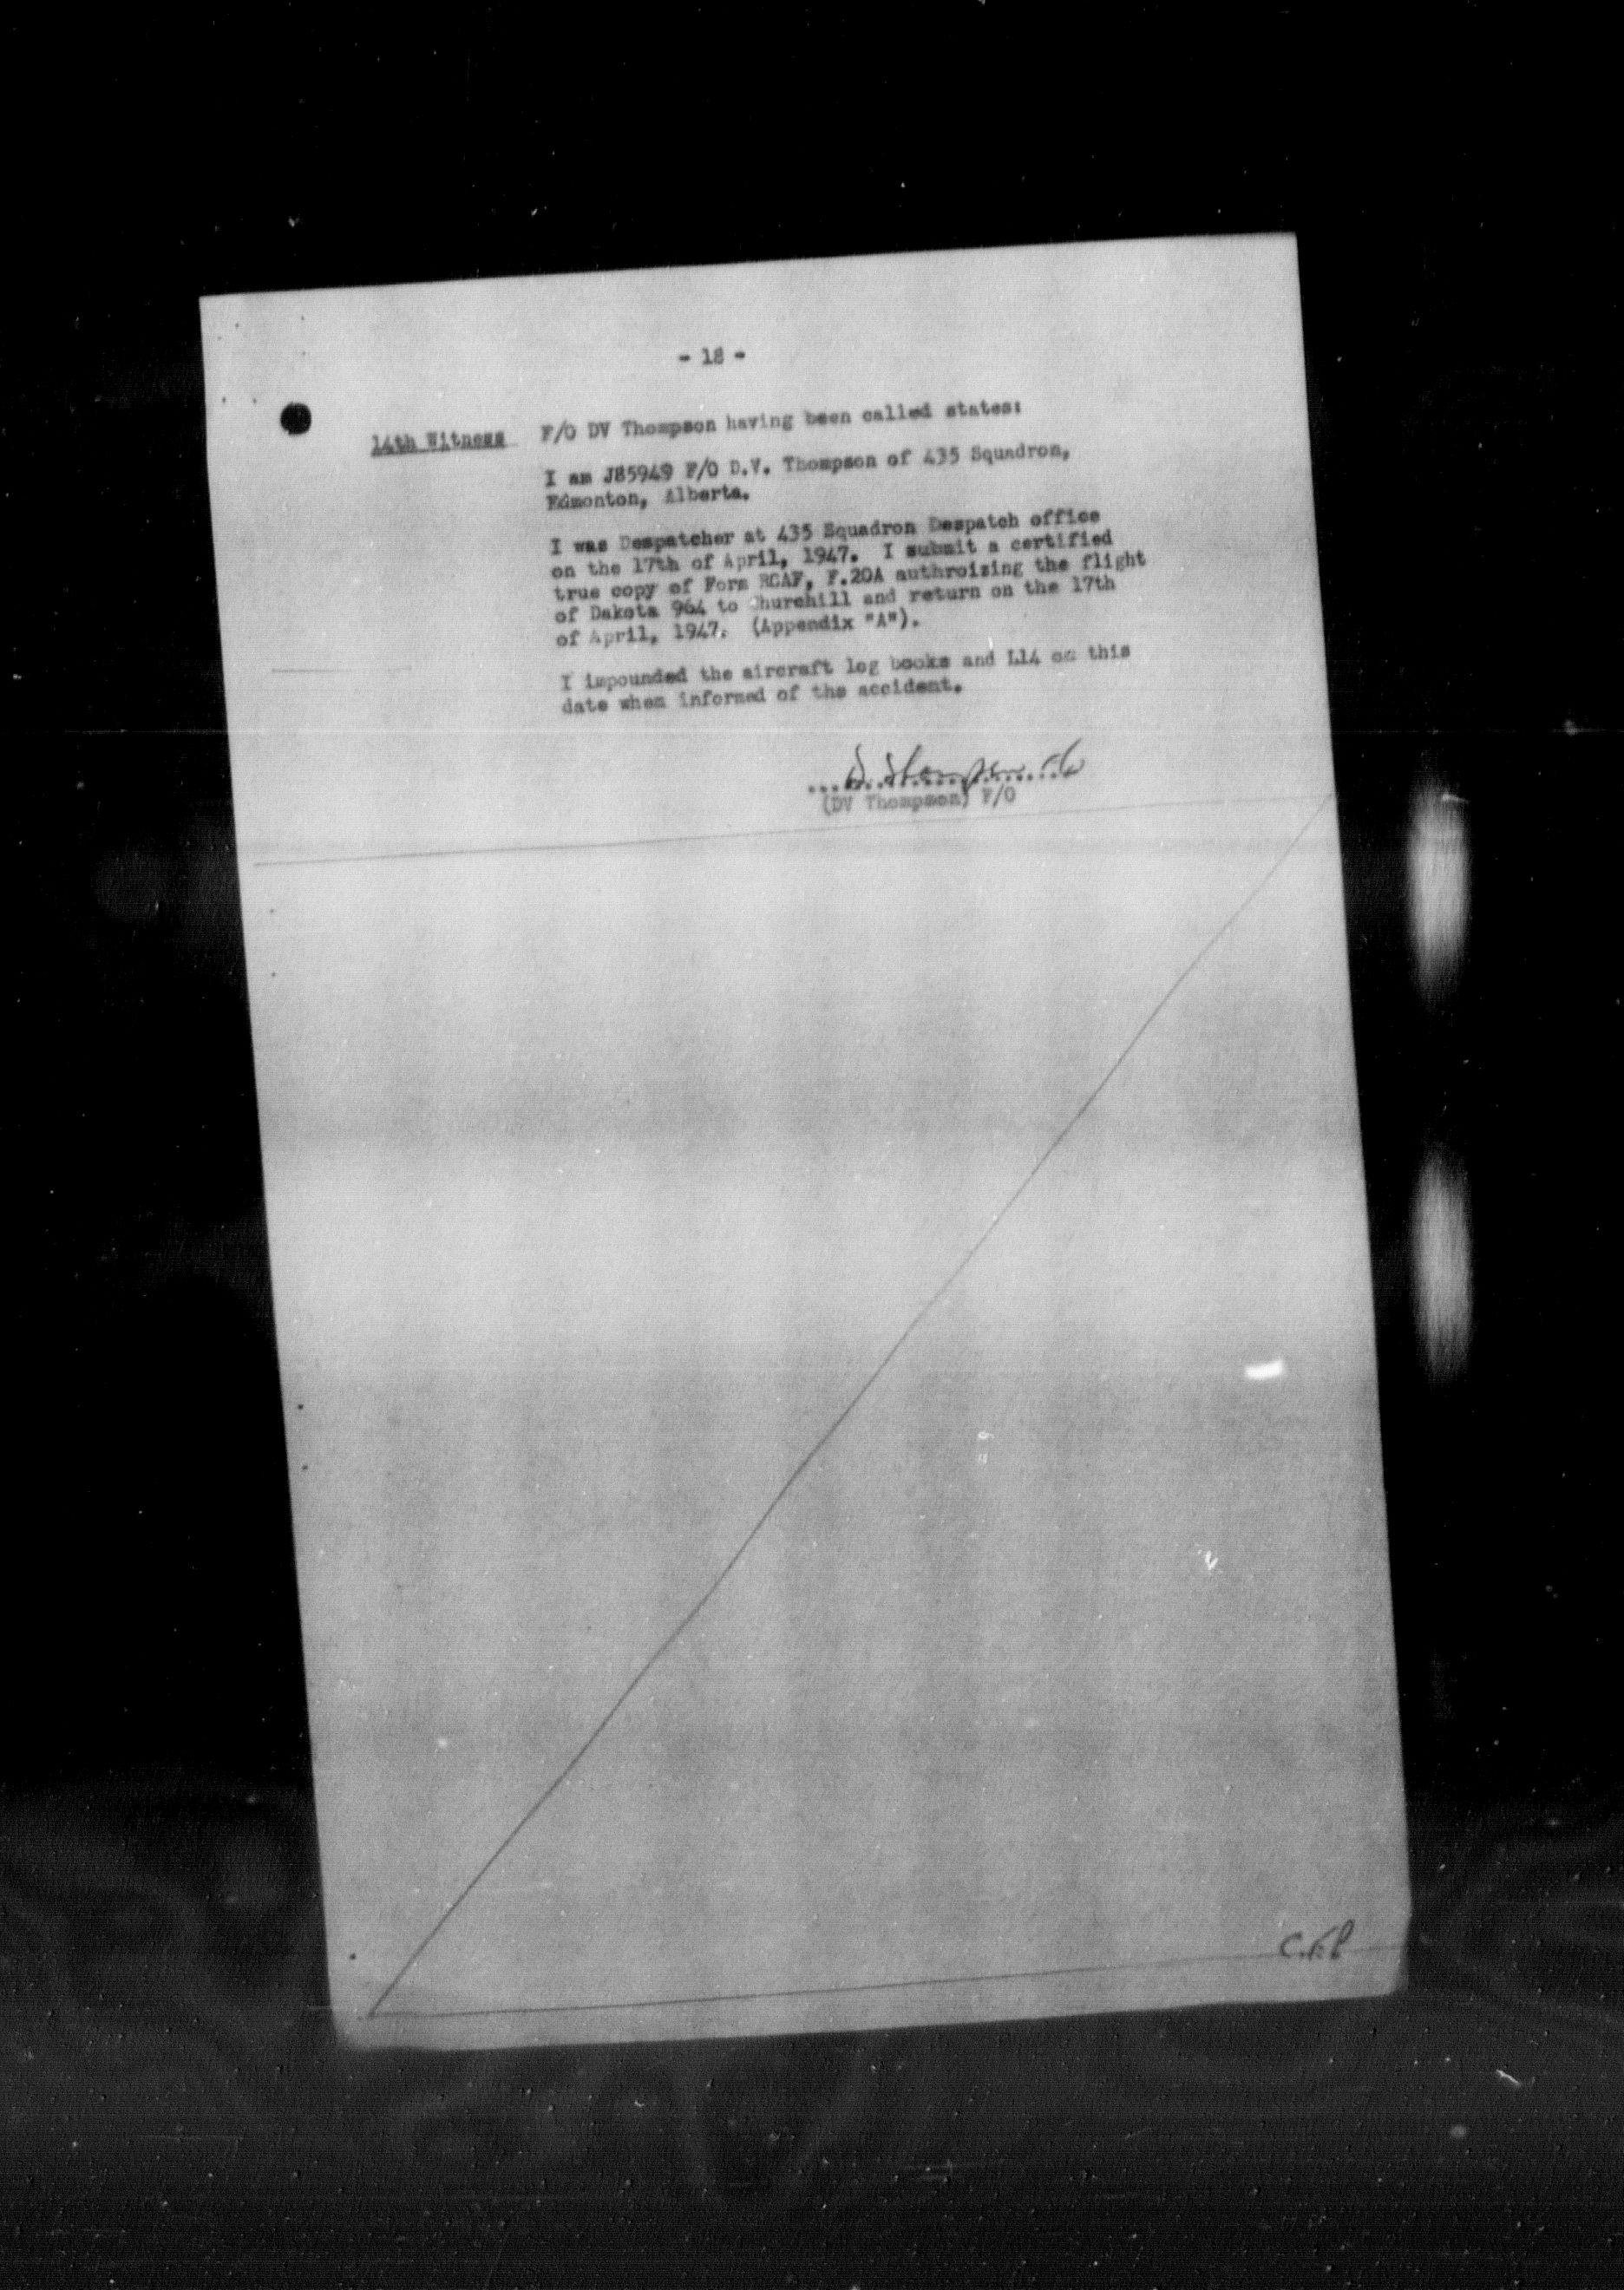 - 18 -
14th Witness F/O DV Thompson having been called states:
I am J85949 F/O D.V. Thompson of 435 Squadron,
Edmonton, Alberta.
I was Despatcher at 435 Squadron Despatch office
on the 17th of April, 1947. I submit a certified
true copy of Form RCAF, F.20A authroizing the flight
of Dakota 964 to Churchill and return on the 17th
of April, 1947. (Appendix "A").
I impounded the aircraft log books and L14 on this
date when informed of the accident.
D. Thompson F/O
(DV Thompson) F/O